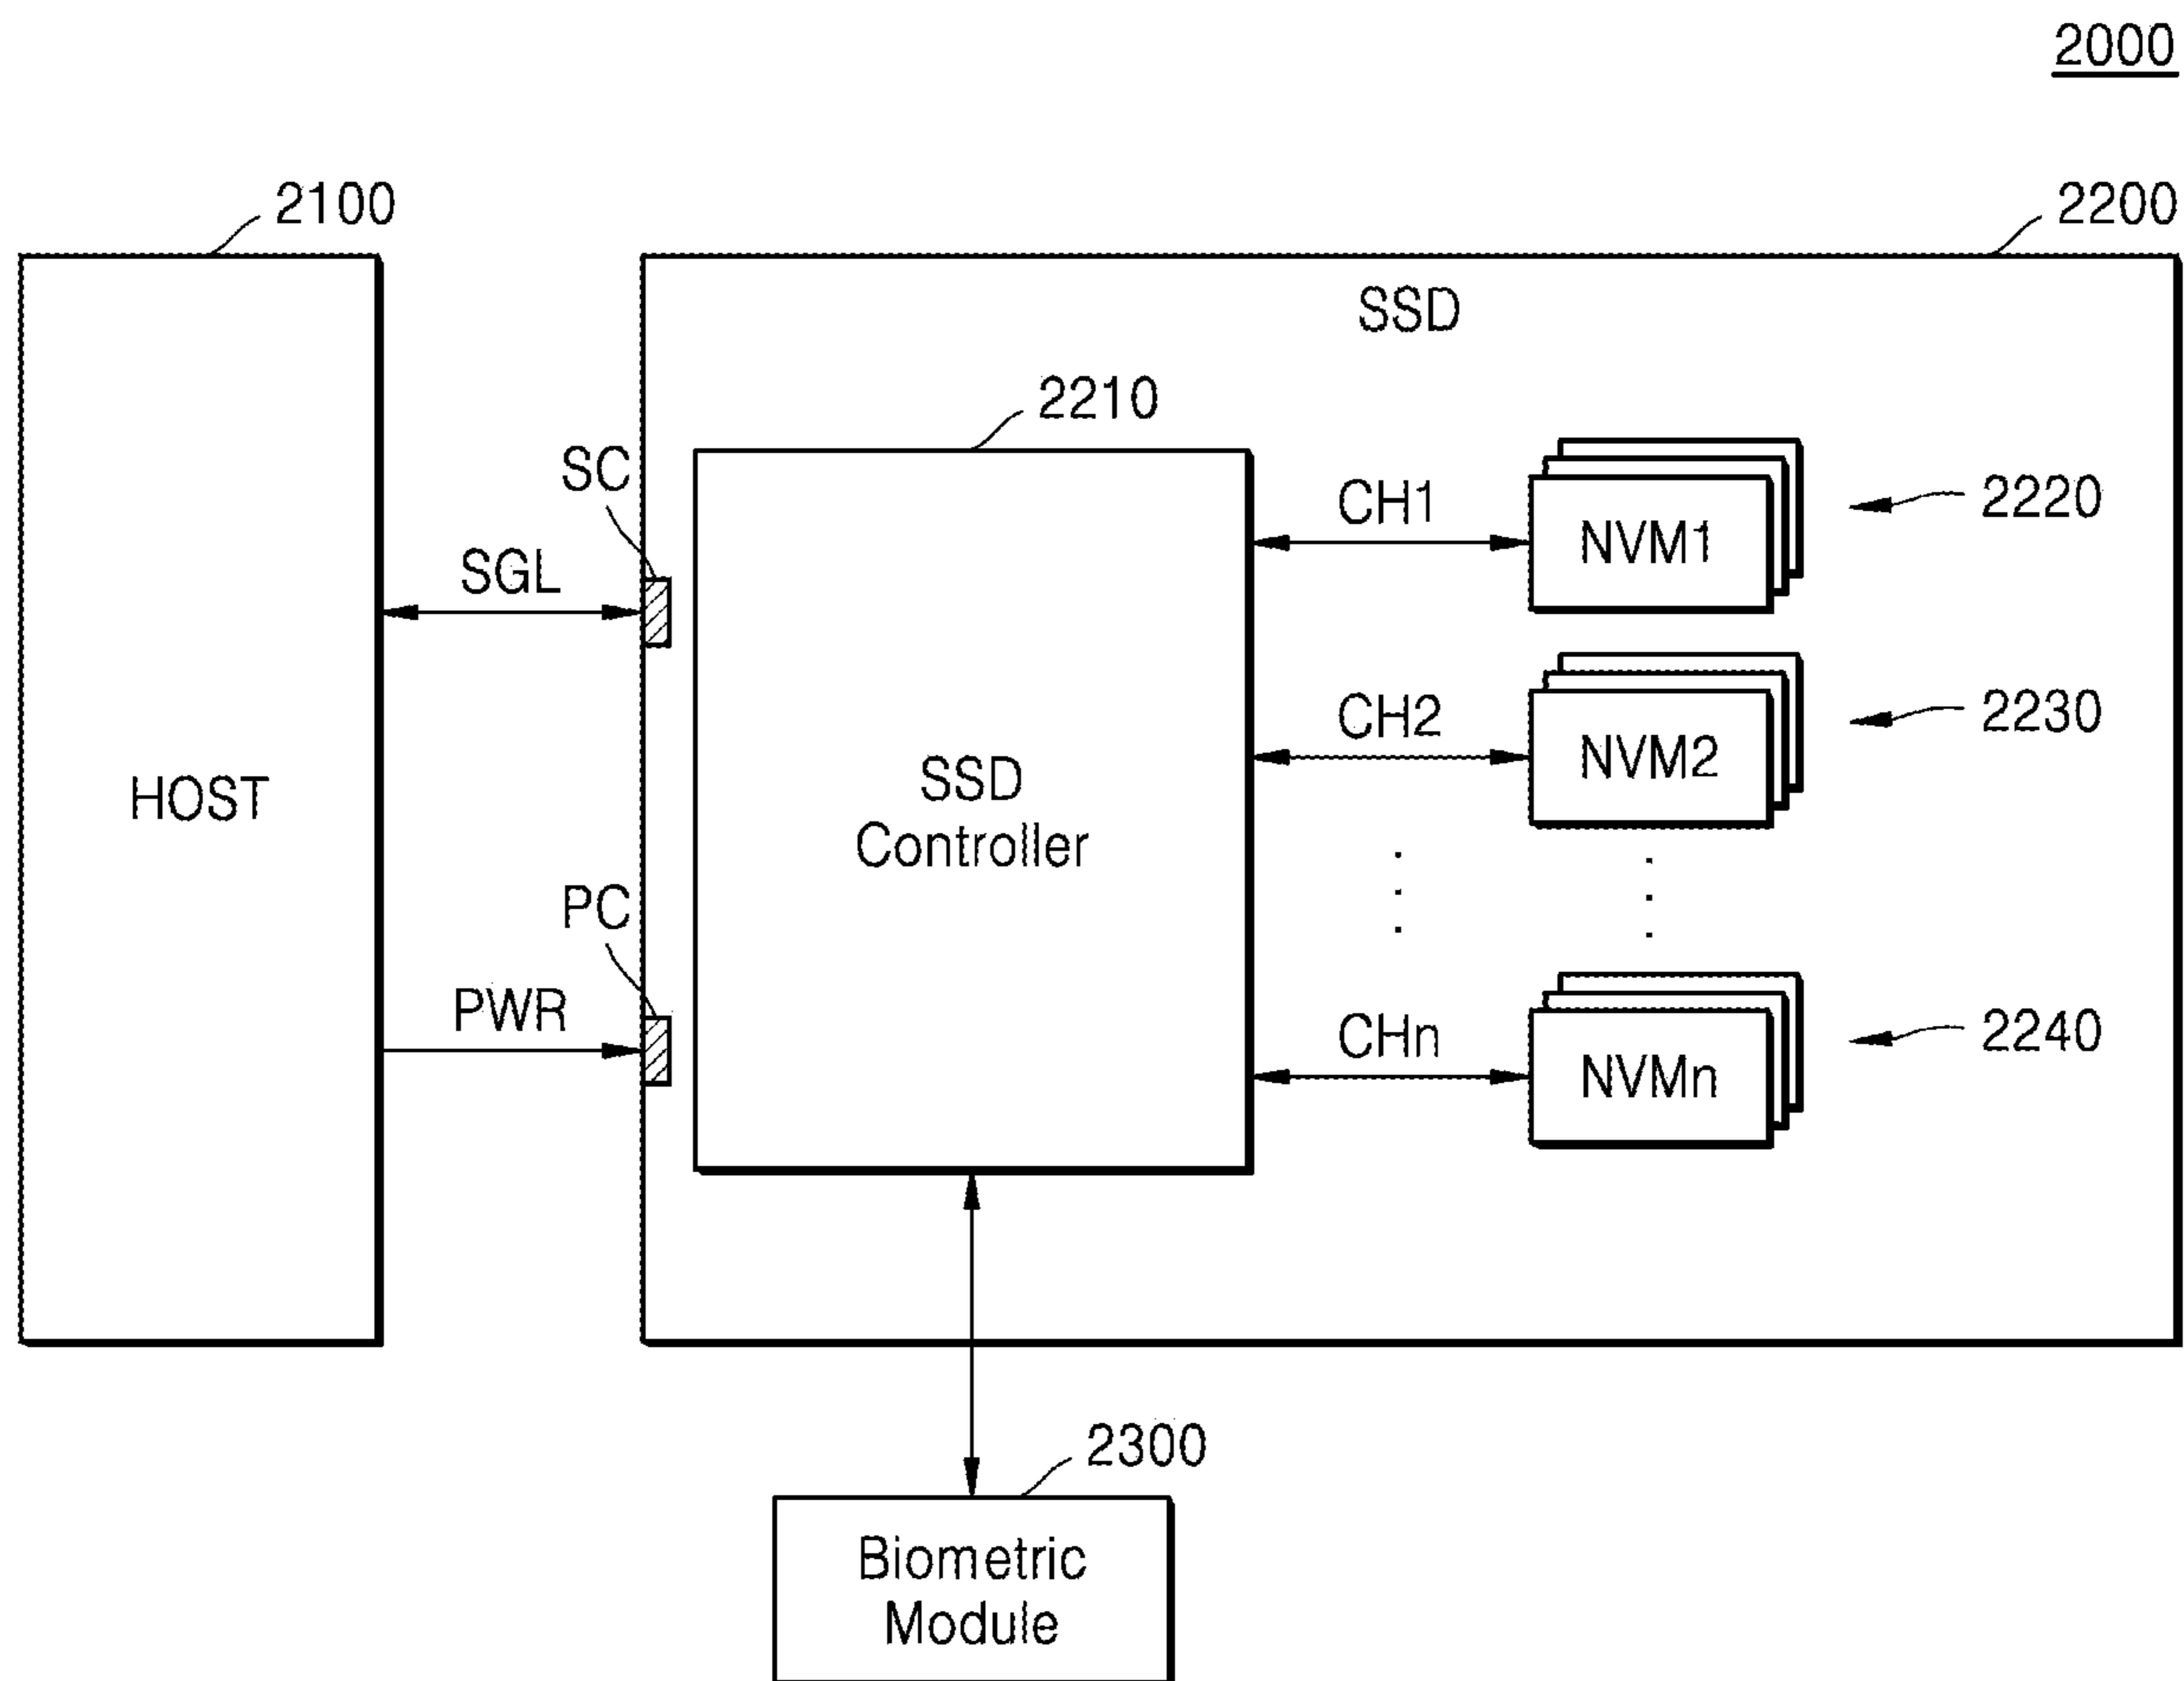 2000
2100
2200
SSD
2210
SC
CH1
2220
NVM1
SGL
CH2
2230
NVM2
HOST
SSD
Controller
PC
PWR
CHn
2240
NVMn
2300
Biometric
Module